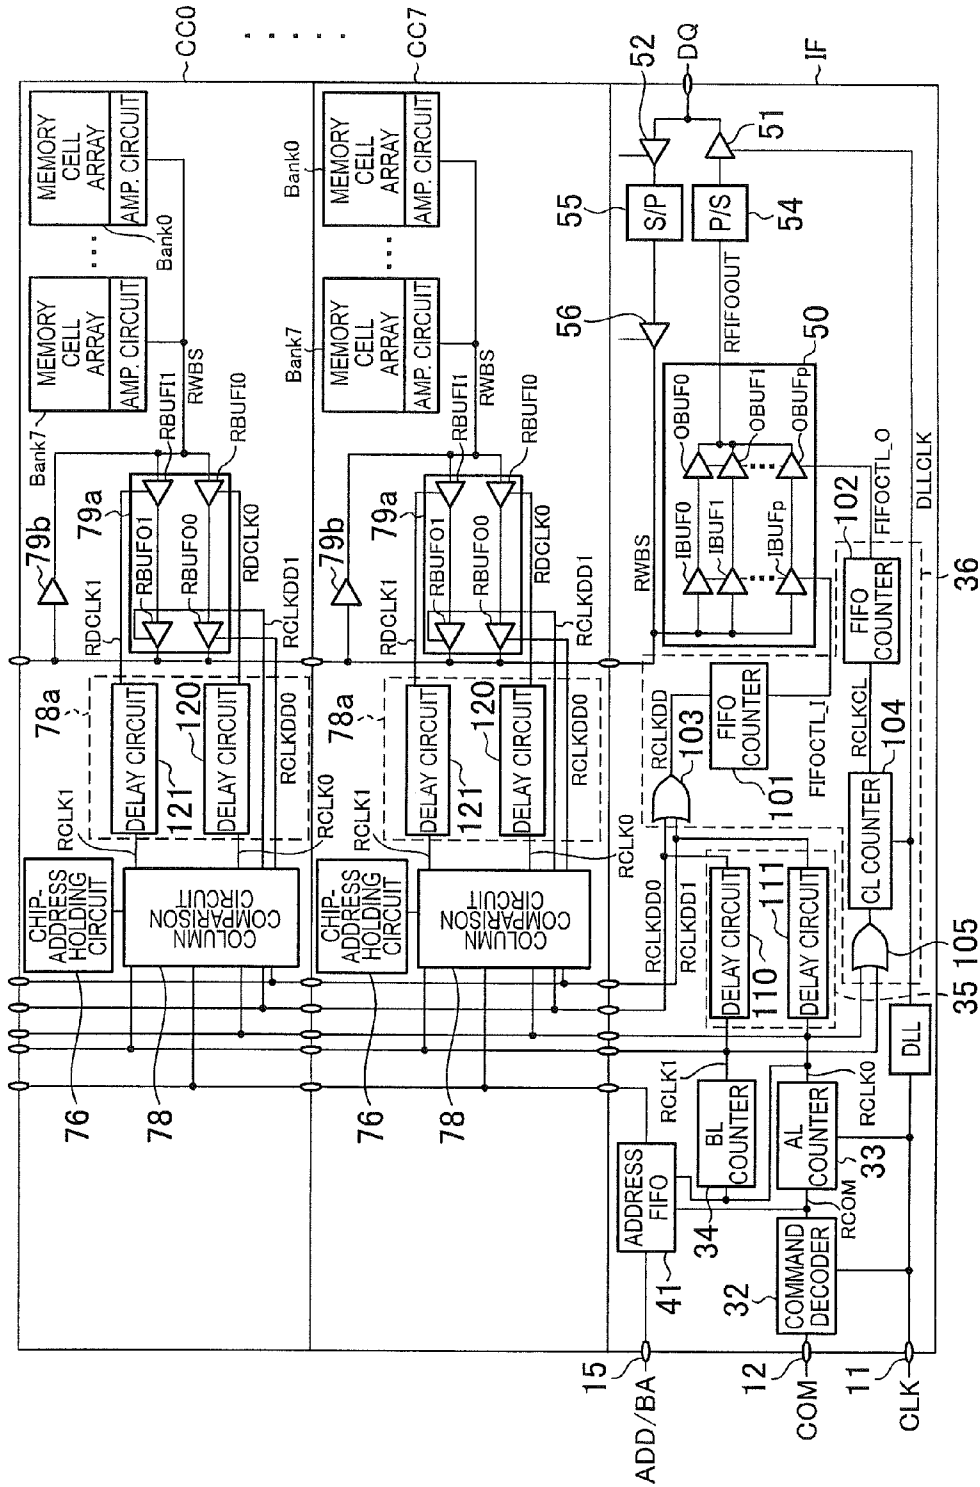 CC0
· · · · · ·
CC7
IF
MEMORY
CELL
ARRAY
AMP. CIRCUIT
Bank7
· · ·
MEMORY
CELL
ARRAY
AMP. CIRCUIT
Bank0
RWBS
79b
79a
RBUFO1
RBUFO0
RBUFI1
RBUFI0
RDCLK1
RDCLK0
RCLKDD1
RCLKDD0
78a
DELAY CIRCUIT
121
DELAY CIRCUIT
120
RCLK1
RCLK0
CHIP-
ADDRESS
HOLDING
CIRCUIT
76
COLUMN
COMPARISON
CIRCUIT
78
MEMORY
CELL
ARRAY
AMP. CIRCUIT
Bank7
· · ·
MEMORY
CELL
ARRAY
AMP. CIRCUIT
Bank0
RWBS
79b
79a
RBUFO1
RBUFO0
RBUFI1
RBUFI0
RDCLK1
RDCLK0
RCLKDD1
RCLKDD0
78a
DELAY CIRCUIT
121
DELAY CIRCUIT
120
RCLK1
RCLK0
CHIP-
ADDRESS
HOLDING
CIRCUIT
76
COLUMN
COMPARISON
CIRCUIT
78
ADD/BA
15
ADDRESS
FIFO
41
COM
12
COMMAND
DECODER
32
RCOM
AL
COUNTER
33
RCLK0
BL
COUNTER
34
RCLK1
CLK
11
DLL
DELAY CIRCUIT
110
DELAY CIRCUIT
111
35
RCLKDD0
RCLKDD1
103
RCLKDD
FIFO
COUNTER
101
FIFOCTL_I
105
CL COUNTER
104
RCLKCL
FIFO
COUNTER
102
FIFOCTL_O
36
DLLCLK
RWBS
IBUF0
IBUF1
IBUFp
OBUF0
OBUF1
OBUFp
50
RFIFOOUT
56
S/P
55
P/S
54
52
51
DQ